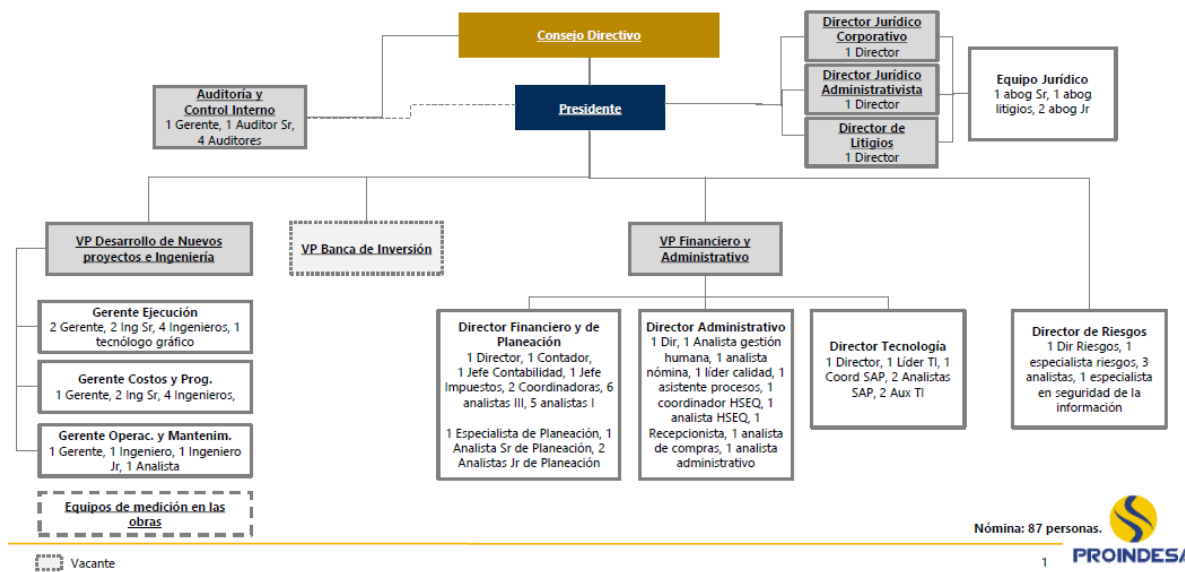 Consejo Directivo
Director Jurídico
Corporativo
1 Director
Auditoría y
Control Interno
1 Gerente, 1 Auditor Sr,
4 Auditores
Presidente
Director Jurídico
Administrativista
1 Director
Director de
Litigios
1 Director
Equipo Jurídico
1 abog Sr, 1 abog
litigios, 2 abog Jr
VP Desarrollo de Nuevos
proyectos e Ingeniería
VP Banca de Inversión
VP Financiero y
Administrativo
Gerente Ejecución
2 Gerente, 2 Ing Sr, 4 Ingenieros, 1
tecnólogo gráfico
Gerente Costos y Prog.
1 Gerente, 2 Ing Sr, 4 Ingenieros,
Gerente Operac. y Mantenim.
1 Gerente, 1 Ingeniero, 1 Ingeniero
Jr, 1 Analista
Equipos de medición en las
obras
Director Financiero y de
Planeación
1 Director, 1 Contador,
1 Jefe Contabilidad, 1 Jefe
Impuestos, 2 Coordinadoras, 6
analistas III, 5 analistas I
1 Especialista de Planeación, 1
Analista Sr de Planeación, 2
Analistas Jr de Planeación
Director Administrativo
1 Dir, 1 Analista gestión
humana, 1 analista
nómina, 1 líder calidad, 1
asistente procesos, 1
coordinador HSEQ, 1
analista HSEQ, 1
Recepcionista, 1 analista
de compras, 1 analista
administrativo
Director Tecnología
1 Director, 1 Líder TI, 1
Coord SAP, 2 Analistas
SAP, 2 Aux TI
Director de Riesgos
1 Dir Riesgos, 1
especialista riesgos, 3
analistas, 1 especialista
en seguridad de la
información
Nómina: 87 personas.
Vacante
1
PROINDESA